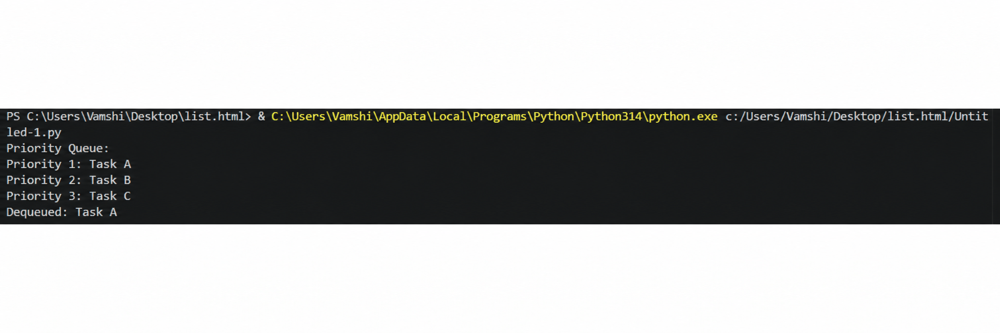 PS C:\Users\Vamshi\Desktop\list.html> & C:\Users\Vamshi\AppData\Local\Programs\Python\Python314\python.exe c:/Users/Vamshi/Desktop/list.html/Untit
led-1.py
Priority Queue:
Priority 1: Task A
Priority 2: Task B
Priority 3: Task C
Dequeued: Task A